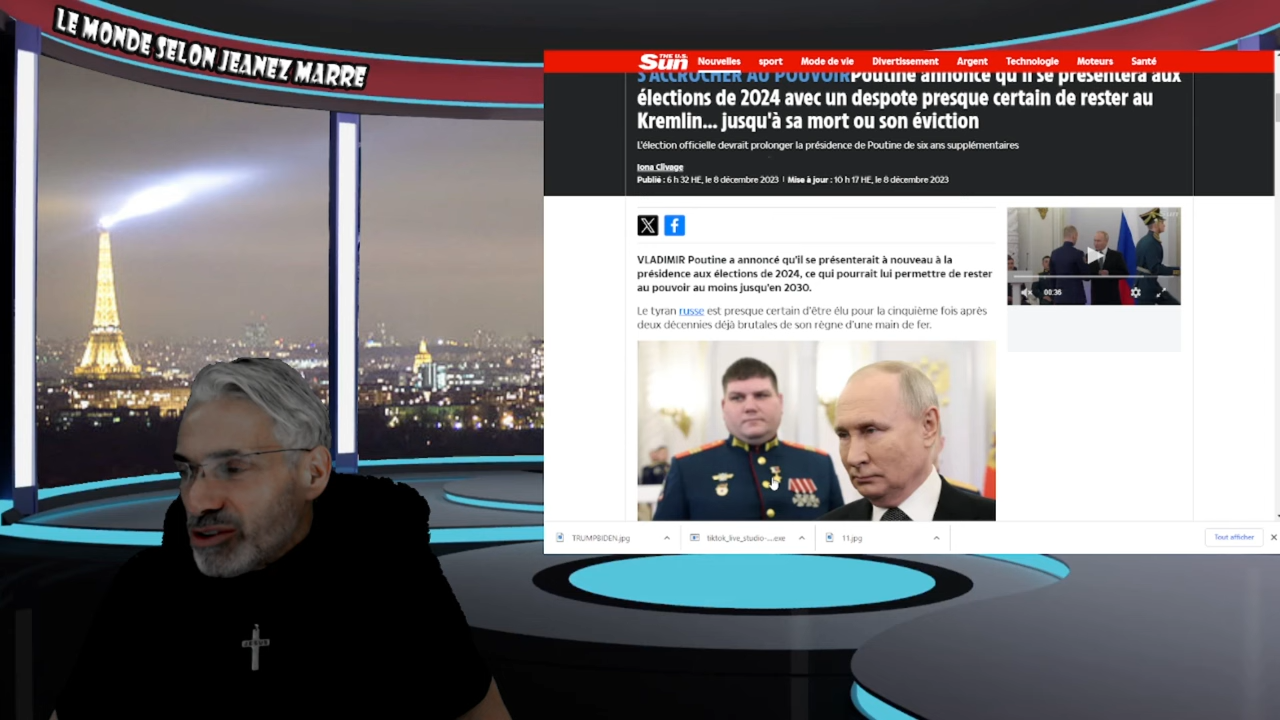 LE MONDE SELON JEANEZ MARRE
THE U.S. Sun Nouvelles sport Mode de vie Divertissement Argent Technologie Moteurs Santé
S'ACCROCHER AU POUVOIRPoutine annonce qu'il se présentera aux
élections de 2024 avec un despote presque certain de rester au
Kremlin... jusqu'à sa mort ou son éviction
L'élection officielle devrait prolonger la présidence de Poutine de six ans supplémentaires
Iona Clivage
Publié : 6 h 32 HE, le 8 décembre 2023 | Mise à jour : 10 h 17 HE, le 8 décembre 2023
VLADIMIR Poutine a annoncé qu'il se présenterait à nouveau à la
présidence aux élections de 2024, ce qui pourrait lui permettre de rester
au pouvoir au moins jusqu'en 2030.
Le tyran russe est presque certain d'être élu pour la cinquième fois après
deux décennies déjà brutales de son règne d'une main de fer.
00:36
TRUMPBIDEN.jpg
tiktok_live_studio-....exe
11.jpg
Tout afficher
JESUS